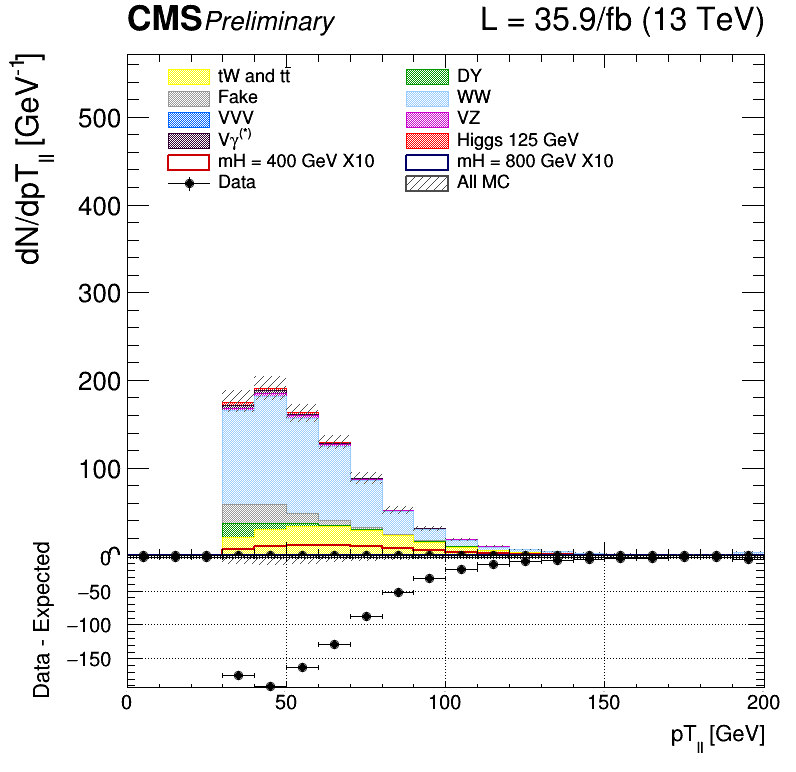 CMS Preliminary L = 35.9/fb (13 TeV)
dN/dpT_ll [GeV^-1]
tW and tt DY
Fake WW
VVV VZ
Vγ^(*) Higgs 125 GeV
mH = 400 GeV X10 mH = 800 GeV X10
Data All MC
500
400
300
200
100
0
Data - Expected
0
−50
−100
−150
0 50 100 150 200
pT_ll [GeV]